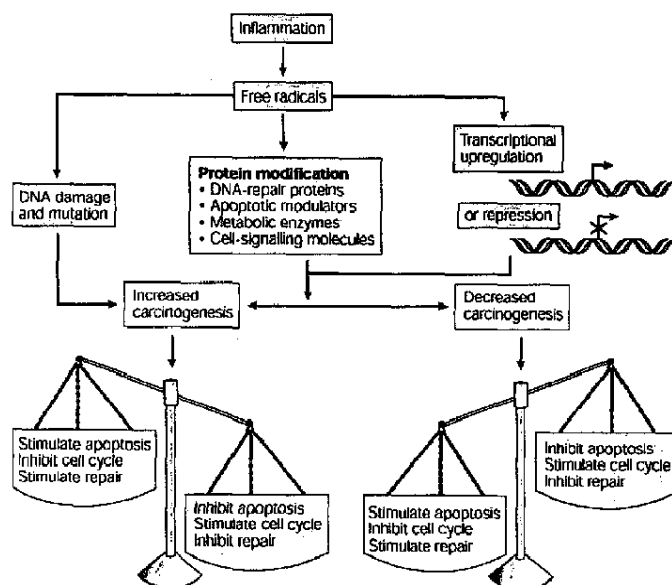 Inflammation
Free radicals
Transcriptional
upregulation
Protein modification
• DNA-repair proteins
• Apoptotic modulators
• Metabolic enzymes
• Cell-signalling molecules
DNA damage
and mutation
or repression
Increased
carcinogenesis
Decreased
carcinogenesis
Stimulate apoptosis
Inhibit cell cycle
Stimulate repair
Inhibit apoptosis
Stimulate cell cycle
Inhibit repair
Stimulate apoptosis
Inhibit cell cycle
Stimulate repair
Inhibit apoptosis
Stimulate cell cycle
Inhibit repair